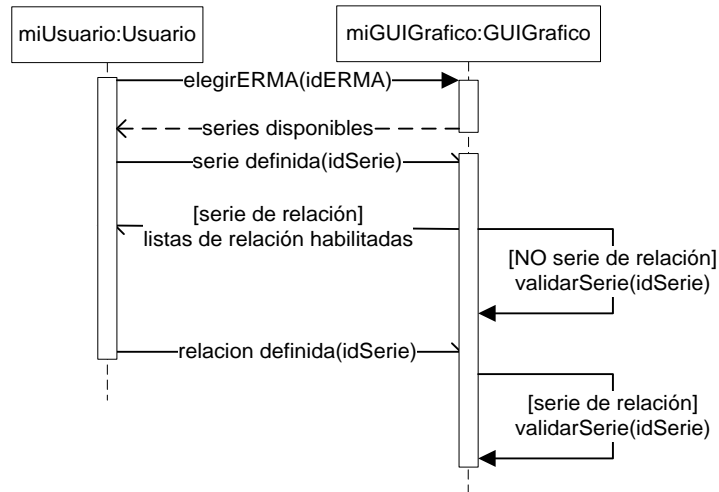 miUsuario:Usuario
miGUIGrafico:GUIGrafico
elegirERMA(idERMA)
series disponibles
serie definida(idSerie)
[serie de relación]
listas de relación habilitadas
[NO serie de relación]
validarSerie(idSerie)
relacion definida(idSerie)
[serie de relación]
validarSerie(idSerie)